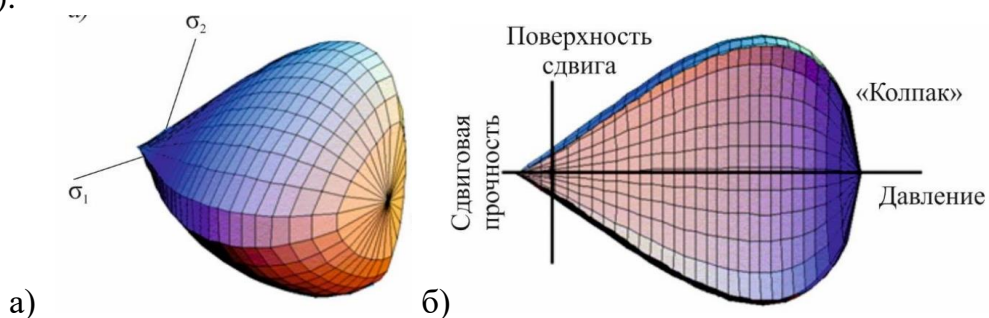 ).
а)
σ₂
σ₁
а)
Поверхность
сдвига
Сдвиговая
прочность
«Колпак»
Давление
б)